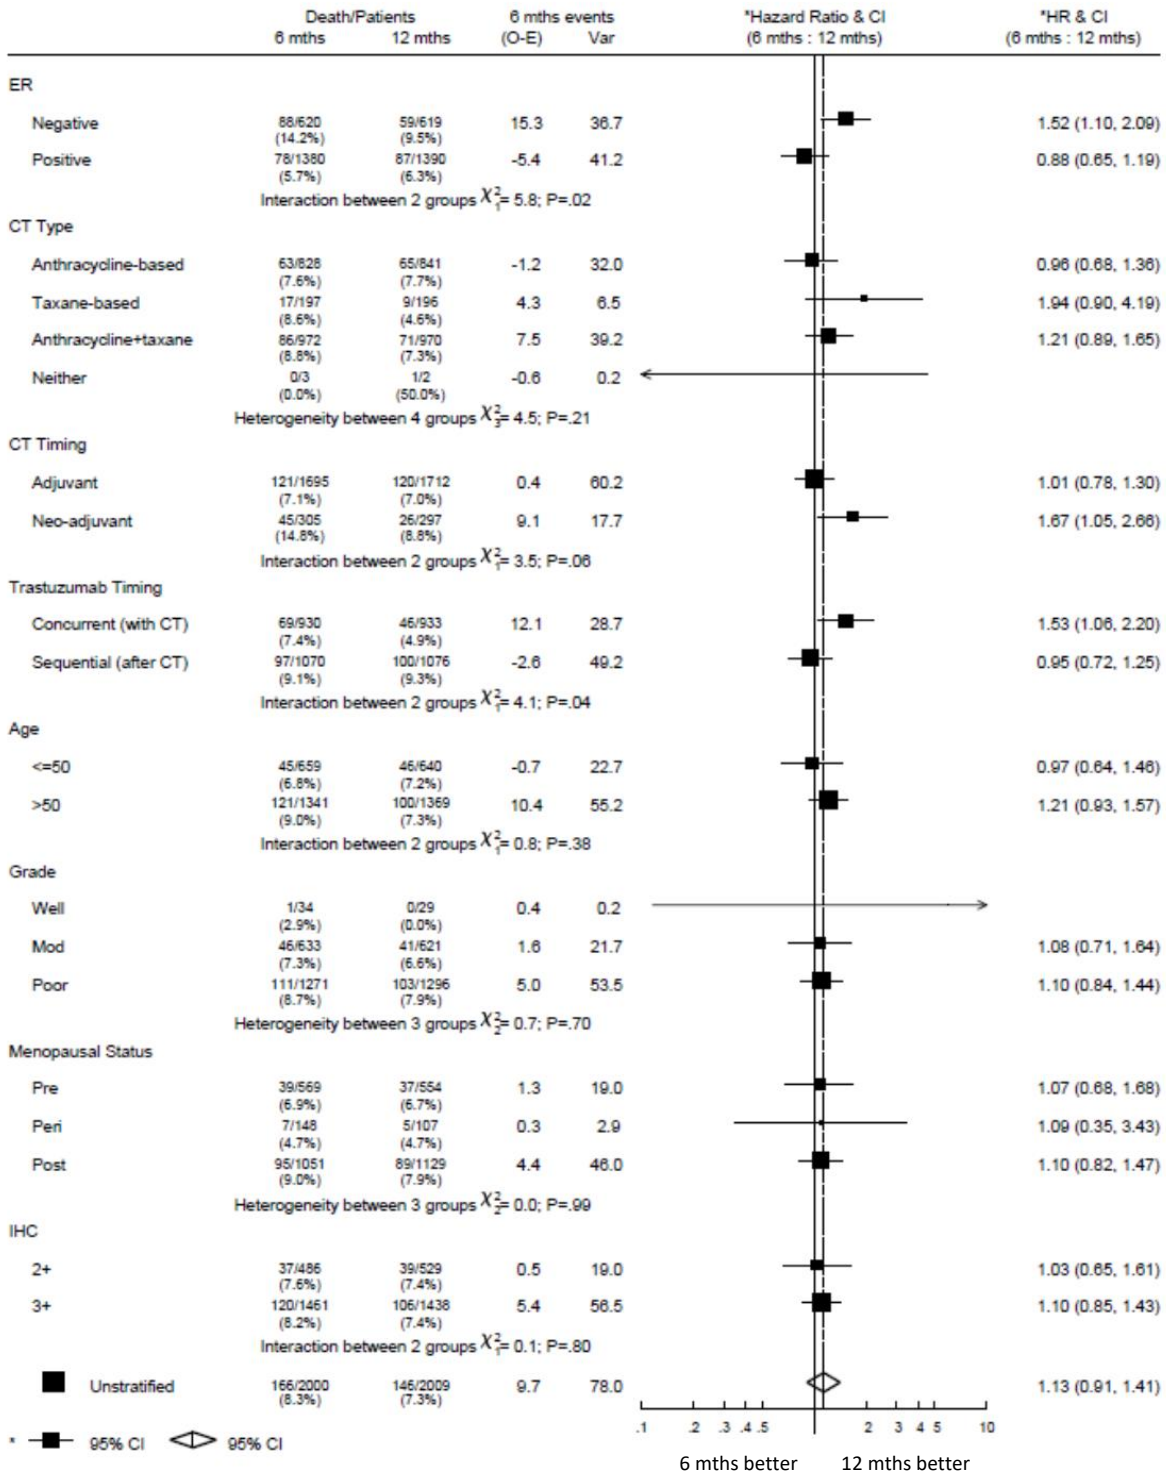 Death/Patients 6 mths events *Hazard Ratio & CI *HR & CI
6 mths 12 mths (O-E) Var (6 mths : 12 mths) (6 mths : 12 mths)
ER
Negative 88/620 59/619 15.3 36.7 1.52 (1.10, 2.09)
(14.2%) (9.5%)
Positive 78/1380 87/1390 -5.4 41.2 0.88 (0.65, 1.19)
(5.7%) (6.3%)
Interaction between 2 groups χ²₁= 5.8; P=.02
CT Type
Anthracycline-based 63/828 65/841 -1.2 32.0 0.96 (0.68, 1.36)
(7.6%) (7.7%)
Taxane-based 17/197 9/196 4.3 6.5 1.94 (0.90, 4.19)
(8.6%) (4.6%)
Anthracycline+taxane 86/972 71/970 7.5 39.2 1.21 (0.89, 1.65)
(8.8%) (7.3%)
Neither 0/3 1/2 -0.6 0.2
(0.0%) (50.0%)
Heterogeneity between 4 groups χ²₃= 4.5; P=.21
CT Timing
Adjuvant 121/1695 120/1712 0.4 60.2 1.01 (0.78, 1.30)
(7.1%) (7.0%)
Neo-adjuvant 45/305 26/297 9.1 17.7 1.67 (1.05, 2.66)
(14.8%) (8.8%)
Interaction between 2 groups χ²₁= 3.5; P=.06
Trastuzumab Timing
Concurrent (with CT) 69/930 46/933 12.1 28.7 1.53 (1.06, 2.20)
(7.4%) (4.9%)
Sequential (after CT) 97/1070 100/1076 -2.6 49.2 0.95 (0.72, 1.25)
(9.1%) (9.3%)
Interaction between 2 groups χ²₁= 4.1; P=.04
Age
<=50 45/659 46/640 -0.7 22.7 0.97 (0.64, 1.46)
(6.8%) (7.2%)
>50 121/1341 100/1369 10.4 55.2 1.21 (0.93, 1.57)
(9.0%) (7.3%)
Interaction between 2 groups χ²₁= 0.8; P=.38
Grade
Well 1/34 0/29 0.4 0.2
(2.9%) (0.0%)
Mod 46/633 41/621 1.6 21.7 1.08 (0.71, 1.64)
(7.3%) (6.6%)
Poor 111/1271 103/1296 5.0 53.5 1.10 (0.84, 1.44)
(8.7%) (7.9%)
Heterogeneity between 3 groups χ²₂= 0.7; P=.70
Menopausal Status
Pre 39/569 37/554 1.3 19.0 1.07 (0.68, 1.68)
(6.9%) (6.7%)
Peri 7/148 5/107 0.3 2.9 1.09 (0.35, 3.43)
(4.7%) (4.7%)
Post 95/1051 89/1129 4.4 46.0 1.10 (0.82, 1.47)
(9.0%) (7.9%)
Heterogeneity between 3 groups χ²₂= 0.0; P=.99
IHC
2+ 37/486 39/529 0.5 19.0 1.03 (0.65, 1.61)
(7.6%) (7.4%)
3+ 120/1461 106/1438 5.4 56.5 1.10 (0.85, 1.43)
(8.2%) (7.4%)
Interaction between 2 groups χ²₁= 0.1; P=.80
Unstratified 166/2000 146/2009 9.7 78.0 1.13 (0.91, 1.41)
(8.3%) (7.3%)
.1 .2 .3 .4 .5 2 3 4 5 10
* 95% CI 95% CI
6 mths better 12 mths better